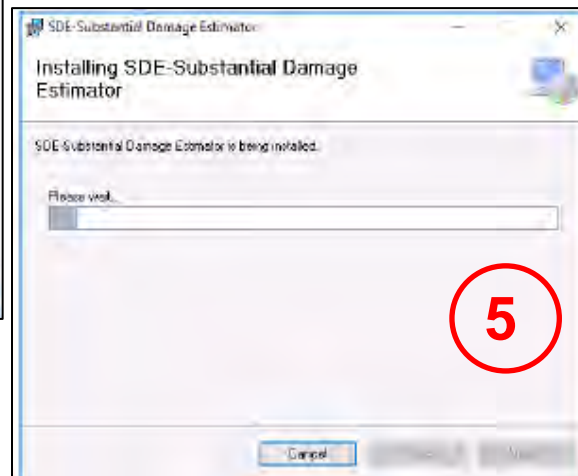 SDE-Substantial Damage Estimator
Installing SDE-Substantial Damage
Estimator
SDE-Substantial Damage Estimator is being installed.
Please wait...
5
Cancel